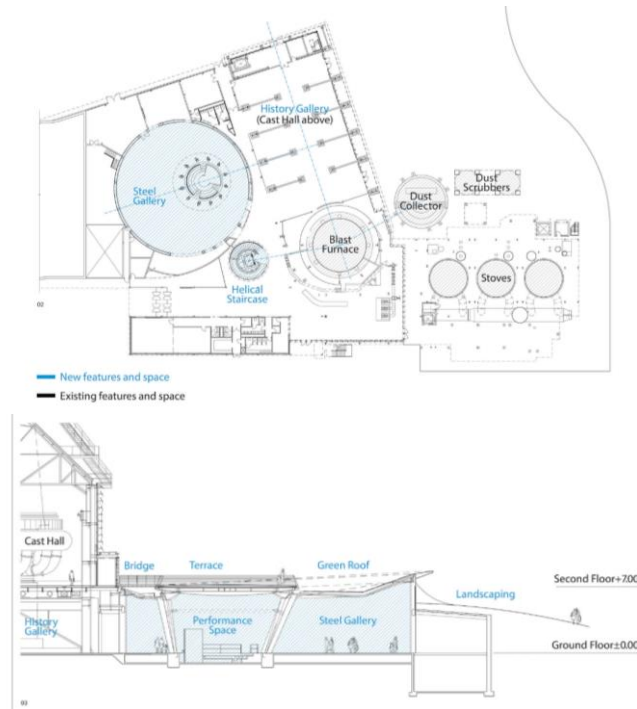 History Gallery
(Cast Hall above)
Steel
Gallery
Dust
Scrubbers
Dust
Collector
Blast
Furnace
Stoves
Helical
Staircase
02
New features and space
Existing features and space
Cast Hall
Bridge
Terrace
Green Roof
Second Floor+7.00
Landscaping
History
Gallery
Performance
Space
Steel Gallery
Ground Floor±0.00
03